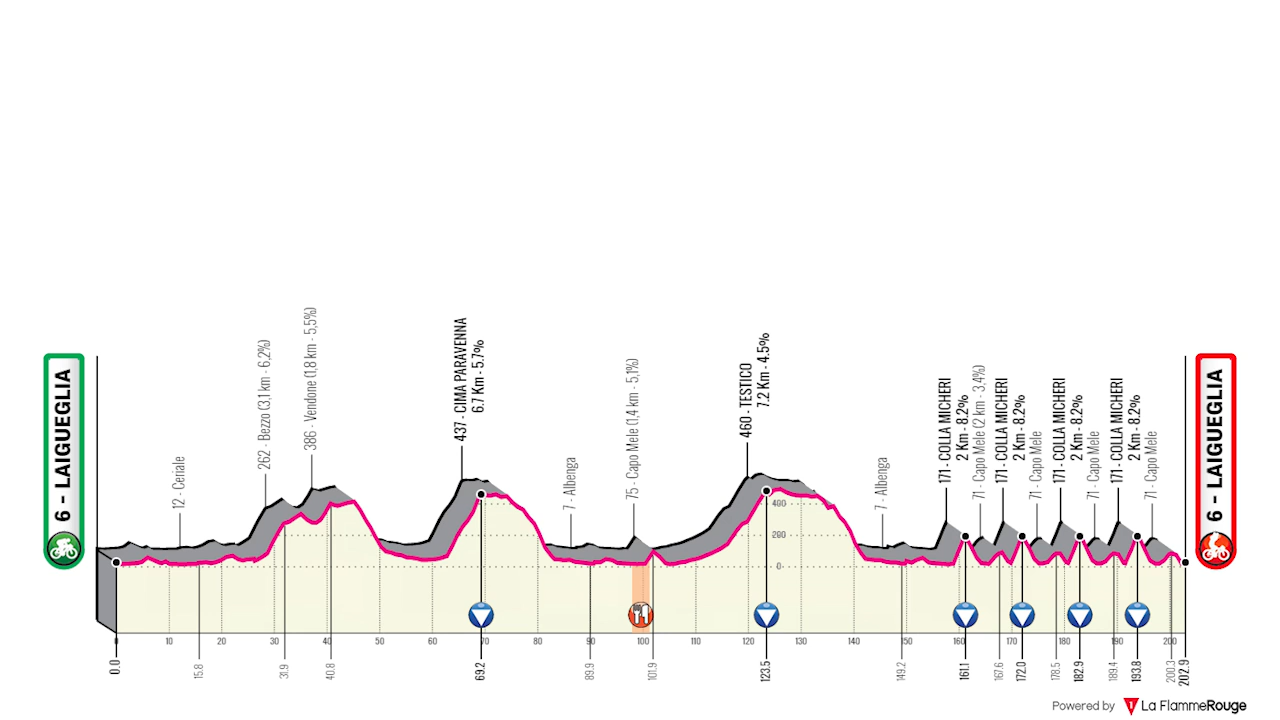 6 - LAIGUEGLIA
12 - Ceriale
262 - Bezzo (3,1 km - 6,2%)
386 - Vendone (1,8 km - 5,5%)
437 - CIMA PARAVENNA
6.7 Km - 5.7%
7 - Albenga
75 - Capo Mele (1,4 km - 5,1%)
460 - TESTICO
7.2 Km - 4.5%
7 - Albenga
171 - COLLA MICHERI
2 Km - 8.2%
71 - Capo Mele (2 km - 3,4%)
171 - COLLA MICHERI
2 Km - 8.2%
71 - Capo Mele
171 - COLLA MICHERI
2 Km - 8.2%
71 - Capo Mele
171 - COLLA MICHERI
2 Km - 8.2%
71 - Capo Mele
6 - LAIGUEGLIA
400
200
0
0 10 20 30 40 50 60 70 80 90 100 110 120 130 140 150 160 170 180 190 200
0.0 15.8 31.9 40.8 69.2 89.9 101.9 123.5 149.2 161.1 167.6 172.0 178.5 182.9 189.4 193.8 200.3 202.9
Powered by La FlammeRouge